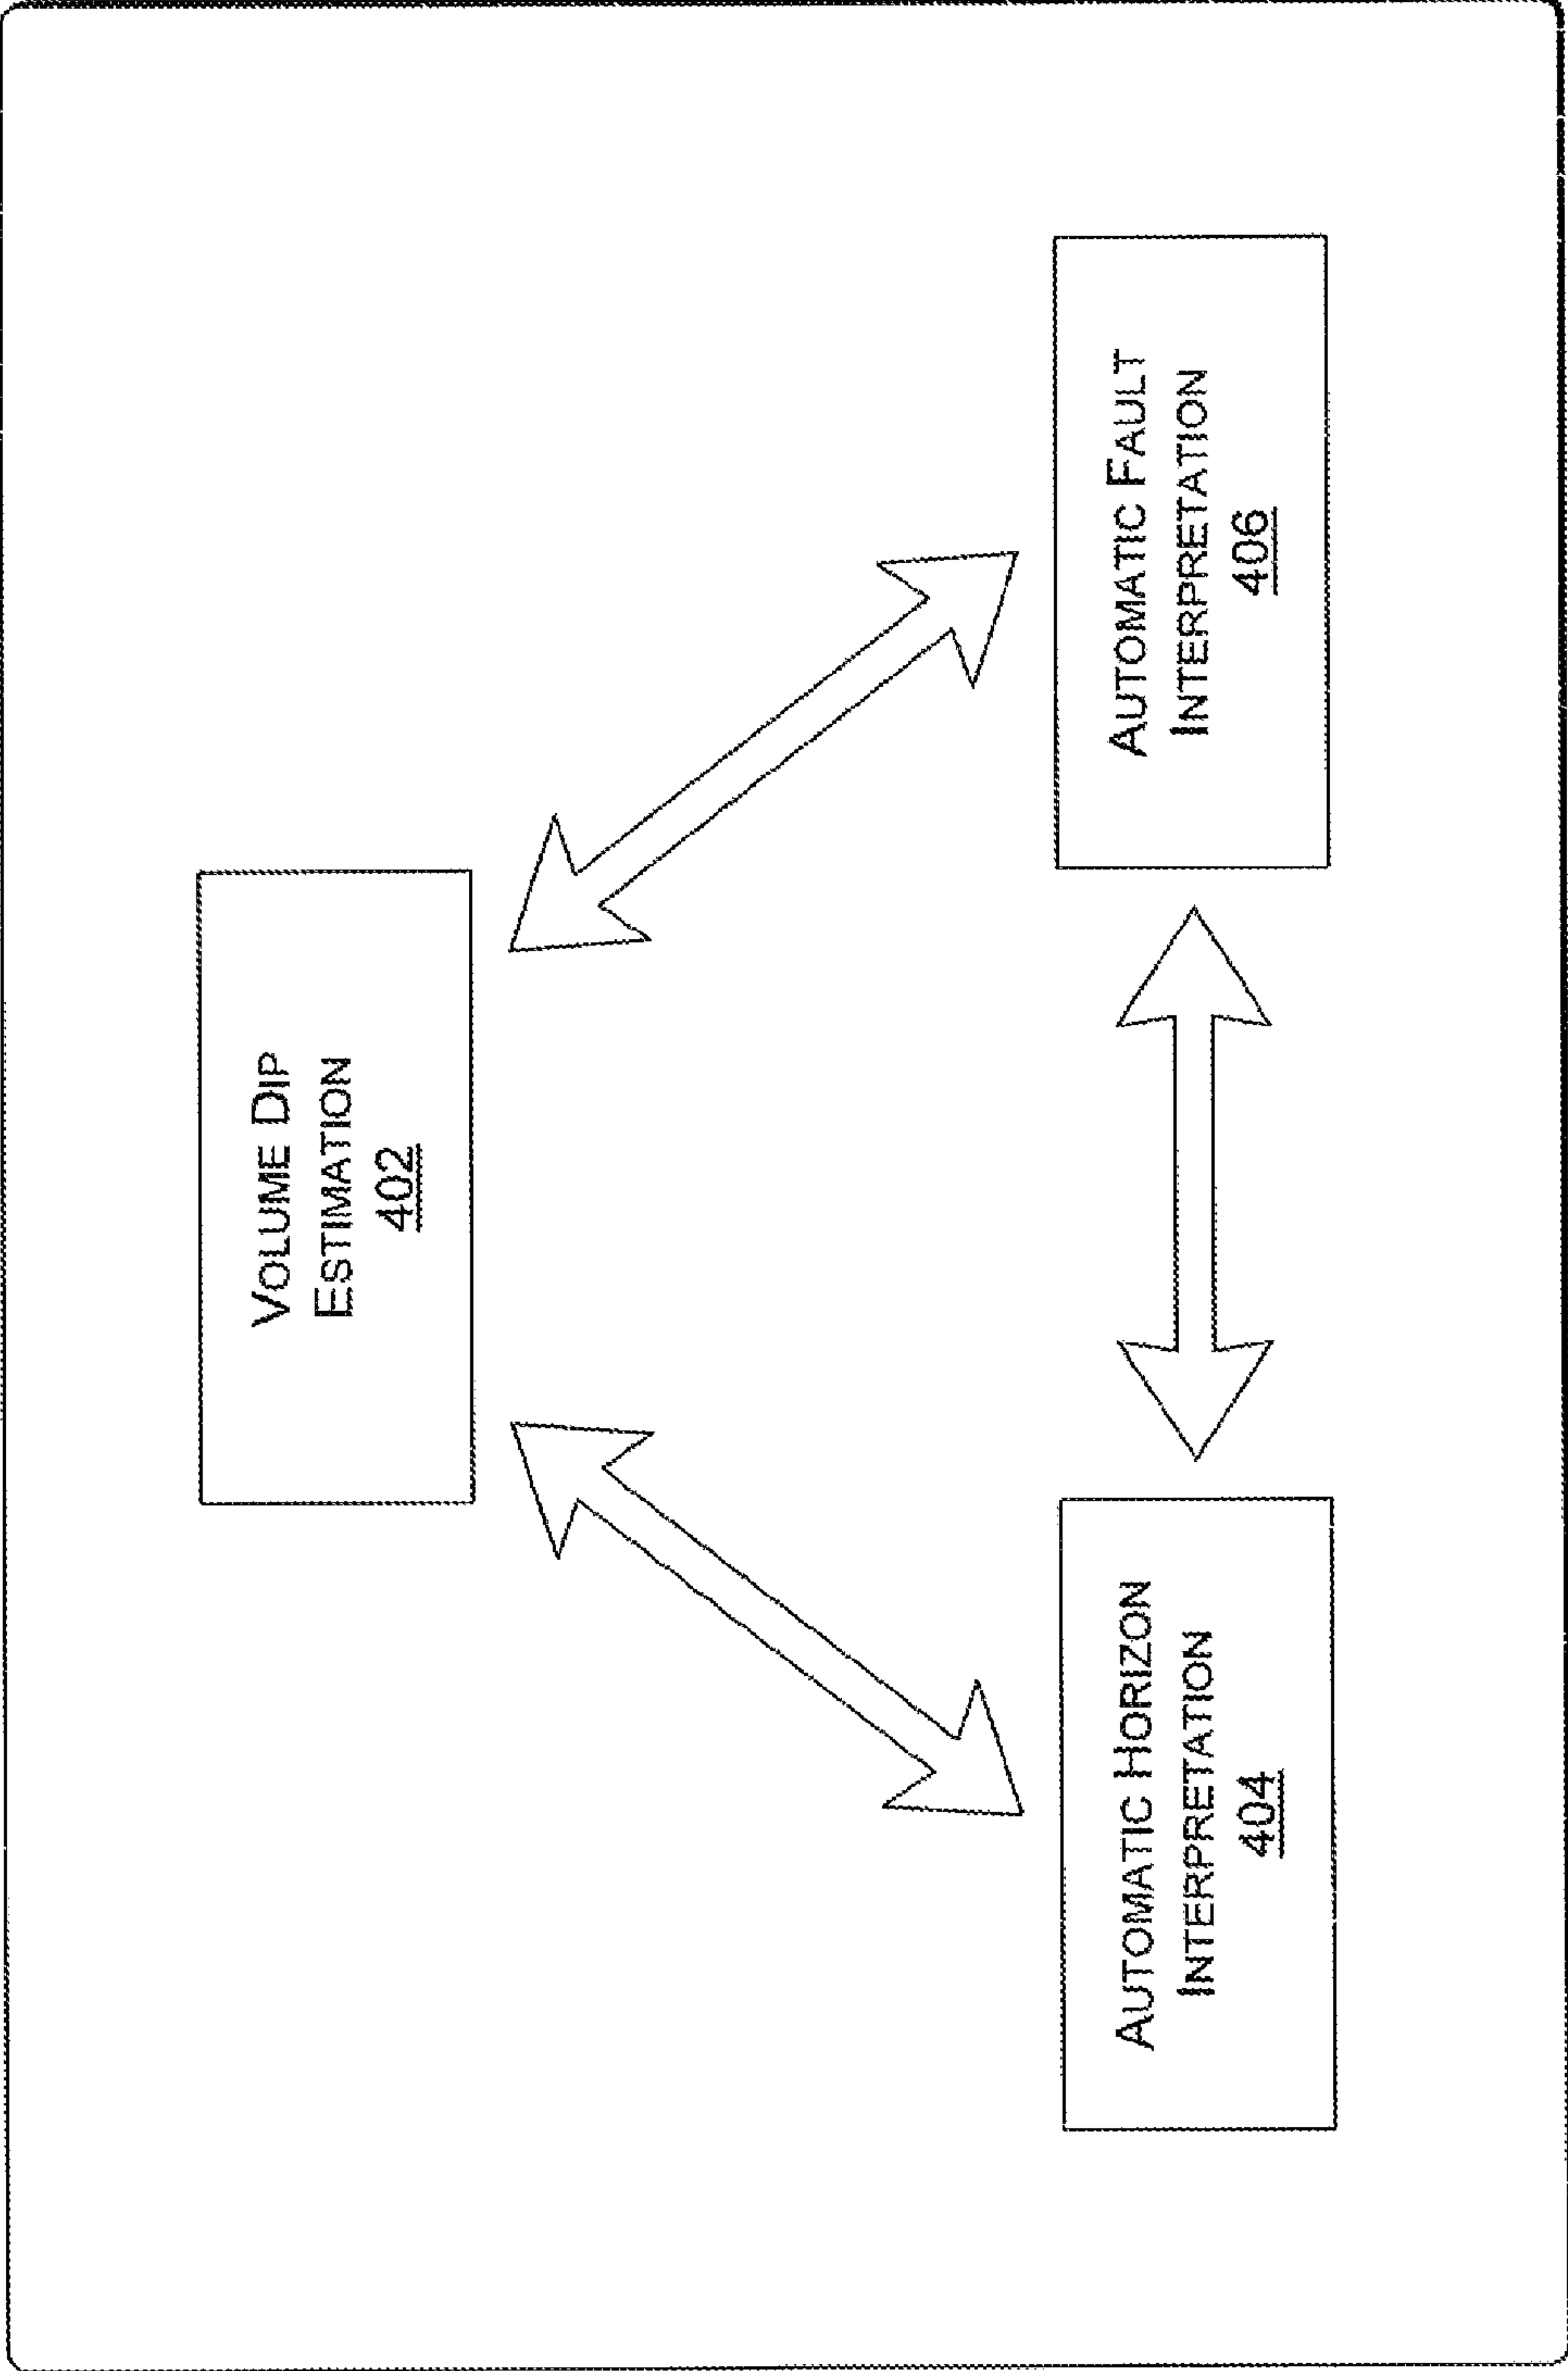 VOLUME DIP
ESTIMATION
402
AUTOMATIC HORIZON
INTERPRETATION
404
AUTOMATIC FAULT
INTERPRETATION
406